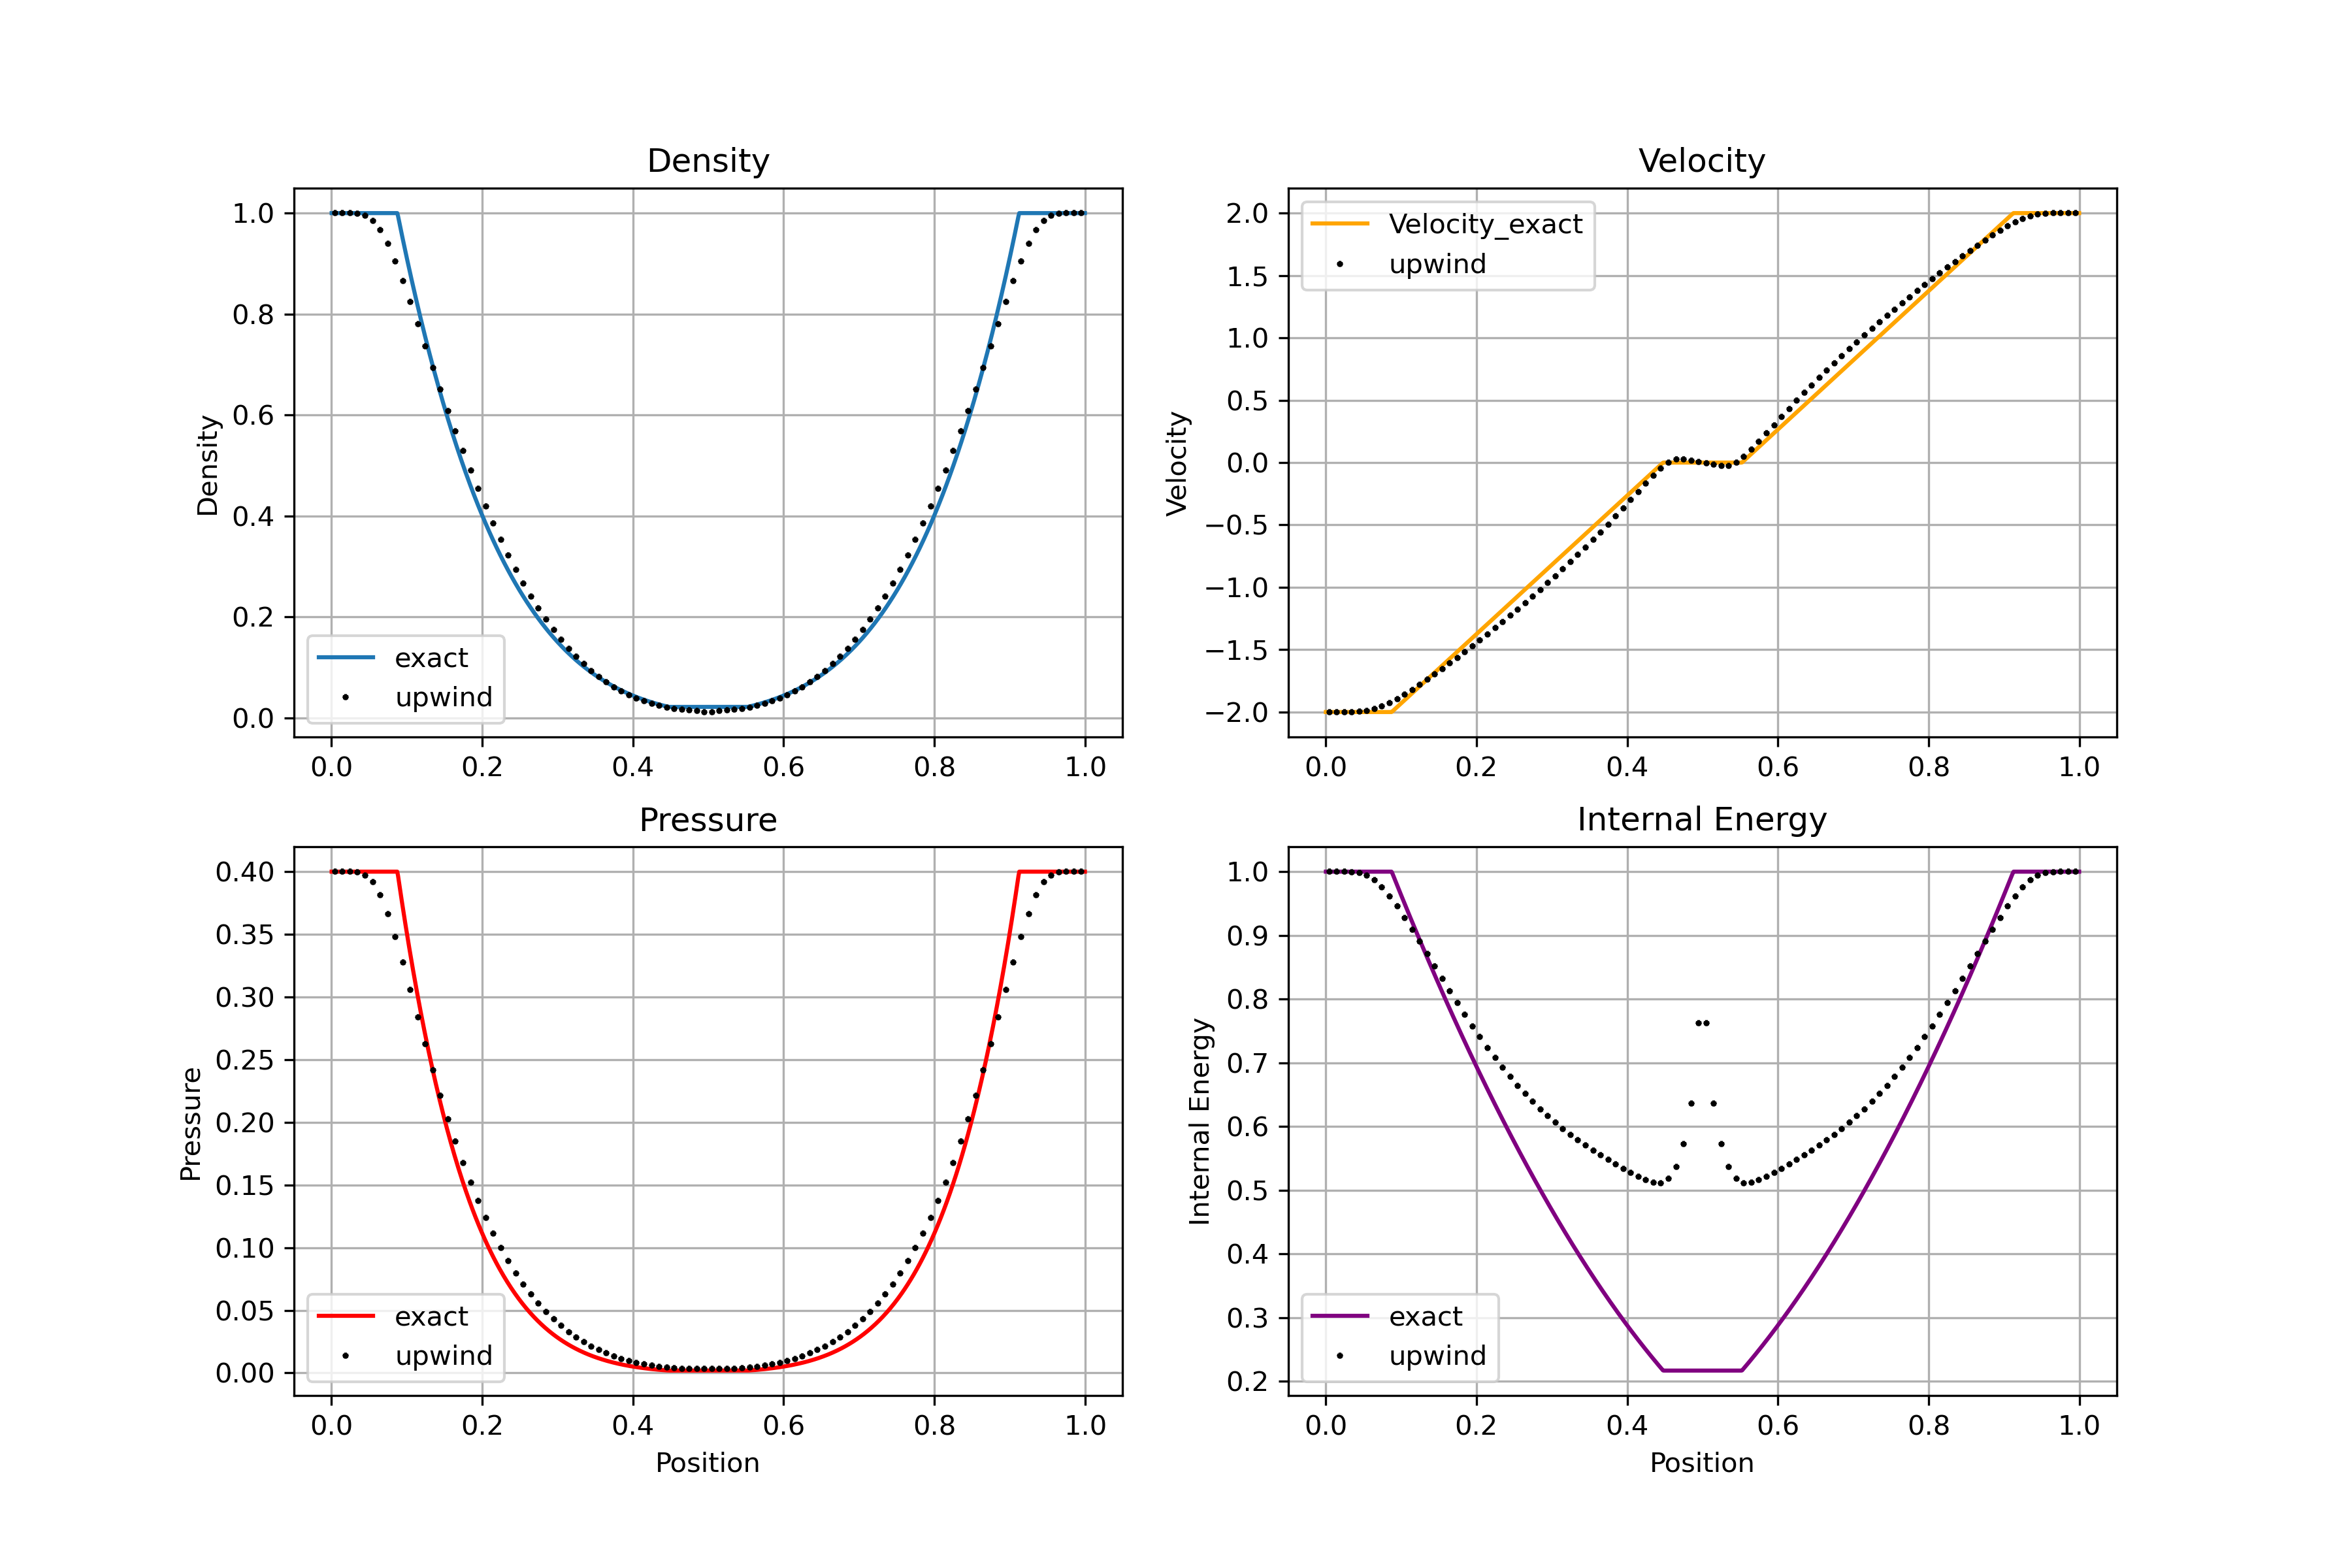 Density
Density
1.0
0.8
0.6
0.4
0.2
0.0
exact
upwind
0.0 0.2 0.4 0.6 0.8 1.0
Velocity
Velocity
2.0
1.5
1.0
0.5
0.0
−0.5
−1.0
−1.5
−2.0
Velocity_exact
upwind
0.0 0.2 0.4 0.6 0.8 1.0
Pressure
Pressure
0.40
0.35
0.30
0.25
0.20
0.15
0.10
0.05
0.00
exact
upwind
0.0 0.2 0.4 0.6 0.8 1.0
Position
Internal Energy
Internal Energy
1.0
0.9
0.8
0.7
0.6
0.5
0.4
0.3
0.2
exact
upwind
0.0 0.2 0.4 0.6 0.8 1.0
Position